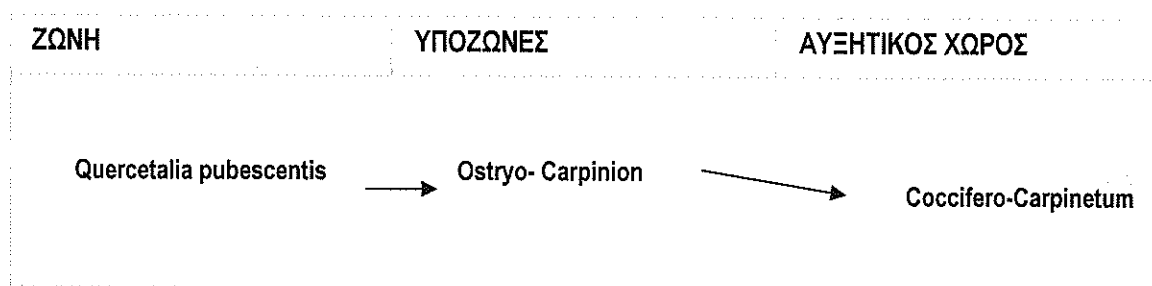 ΖΩΝΗ ΥΠΟΖΩΝΕΣ ΑΥΞΗΤΙΚΟΣ ΧΩΡΟΣ
Quercetalia pubescentis Ostryo- Carpinion
Coccifero-Carpinetum